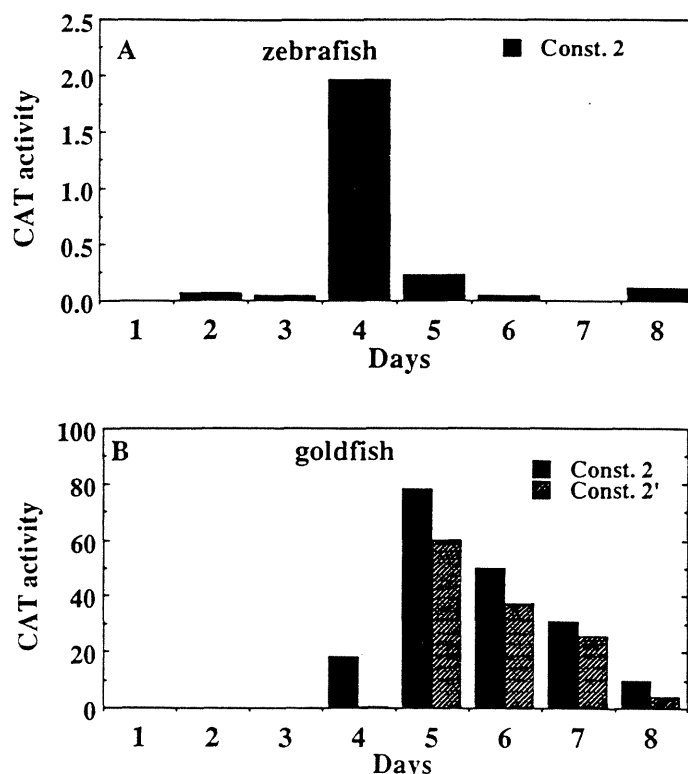 A zebrafish Const. 2
CAT activity
2.5
2.0
1.5
1.0
0.5
0.0
1 2 3 4 5 6 7 8
Days
B goldfish
Const. 2
Const. 2'
CAT activity
100
80
60
40
20
0
1 2 3 4 5 6 7 8
Days